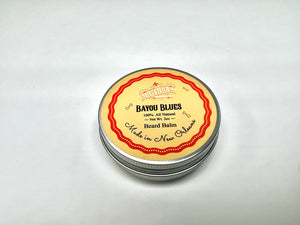 Bayou Blues
100% All Natural
Net Wt. 2oz
Beard Balm
Made in New Orleans